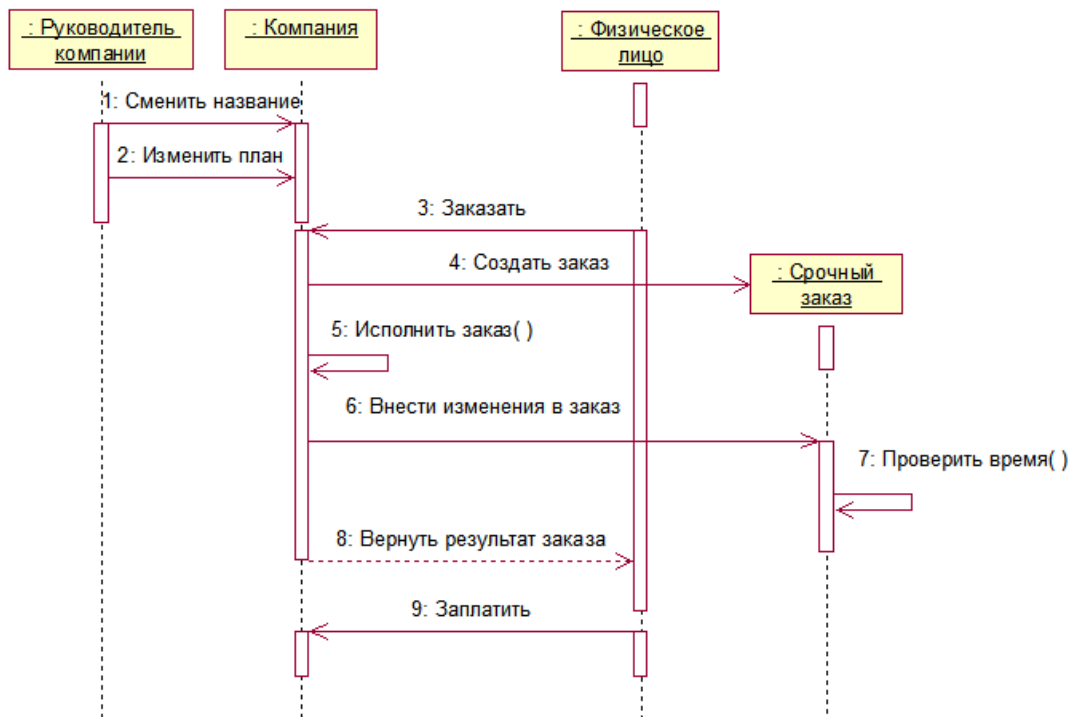 : Руководитель
компании
: Компания
: Физическое
лицо
1: Сменить название
2: Изменить план
3: Заказать
4: Создать заказ
: Срочный
заказ
5: Исполнить заказ( )
6: Внести изменения в заказ
7: Проверить время( )
8: Вернуть результат заказа
9: Заплатить